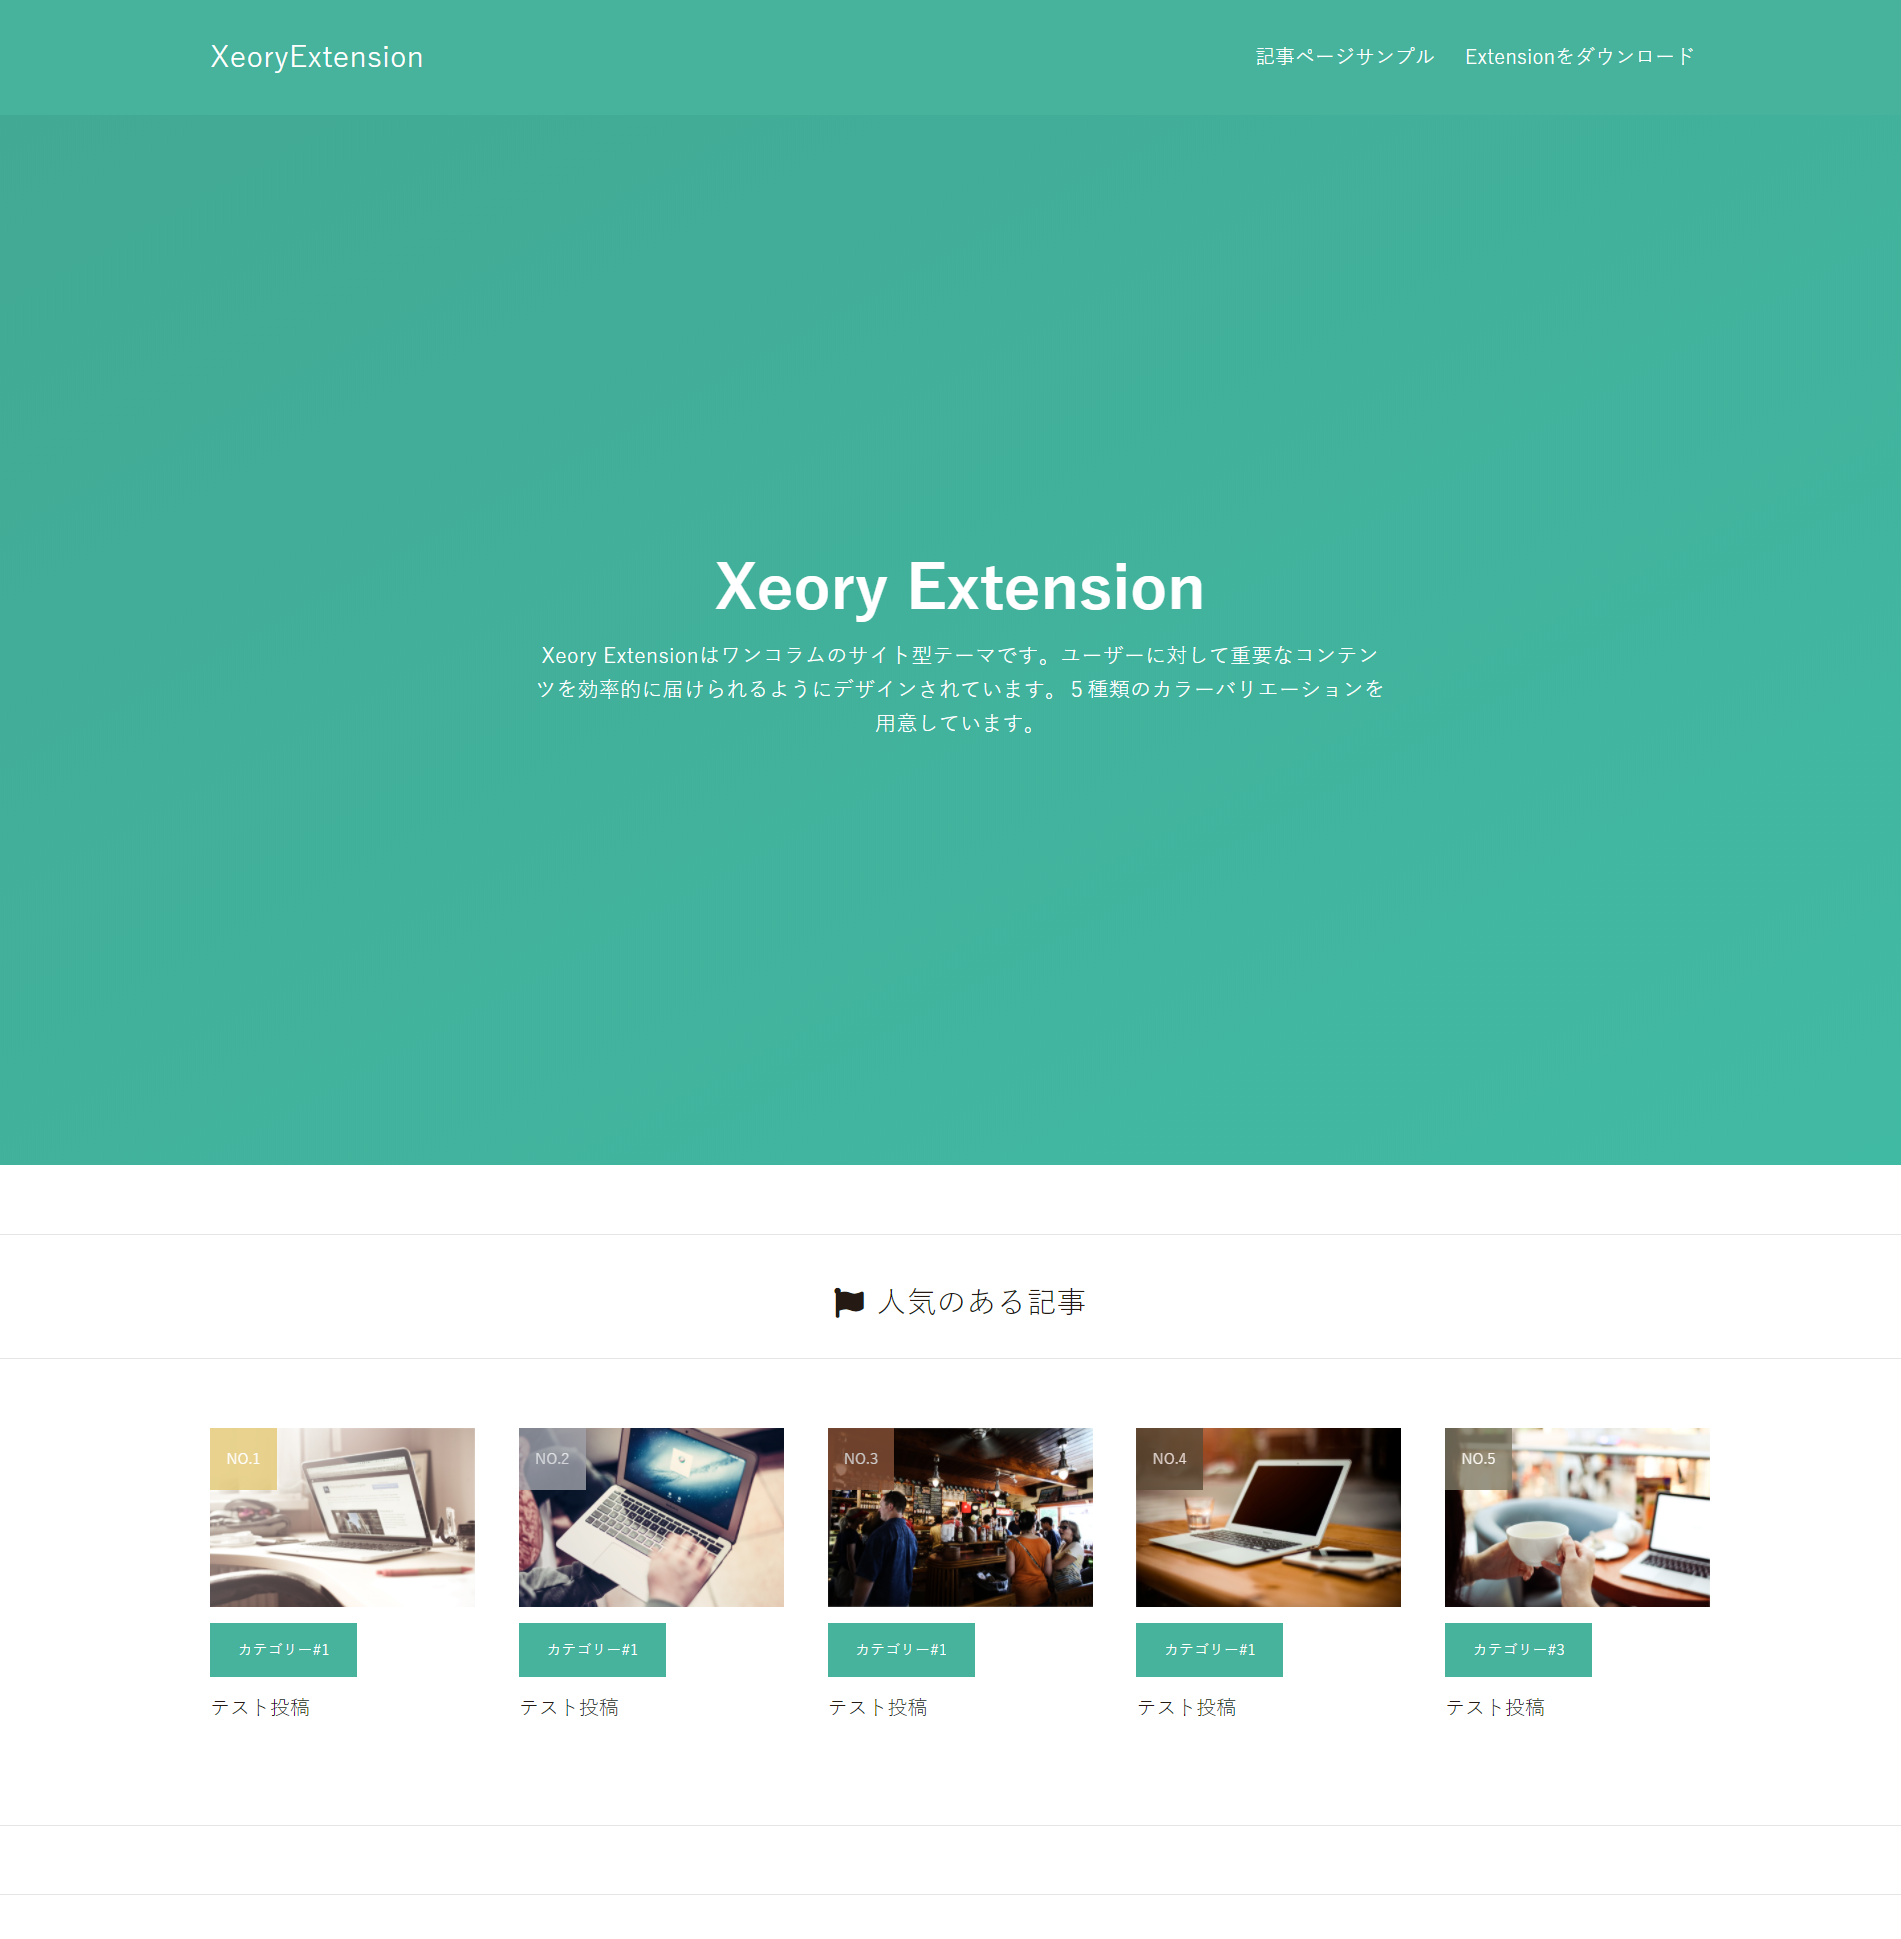 XeoryExtension
記事ページサンプル
Extensionをダウンロード
Xeory Extension
Xeory Extensionはワンコラムのサイト型テーマです。ユーザーに対して重要なコンテン
ツを効率的に届けられるようにデザインされています。５種類のカラーバリエーションを
用意しています。
人気のある記事
NO.1
カテゴリー#1
テスト投稿
NO.2
カテゴリー#1
テスト投稿
NO.3
カテゴリー#1
テスト投稿
NO.4
カテゴリー#1
テスト投稿
NO.5
カテゴリー#3
テスト投稿